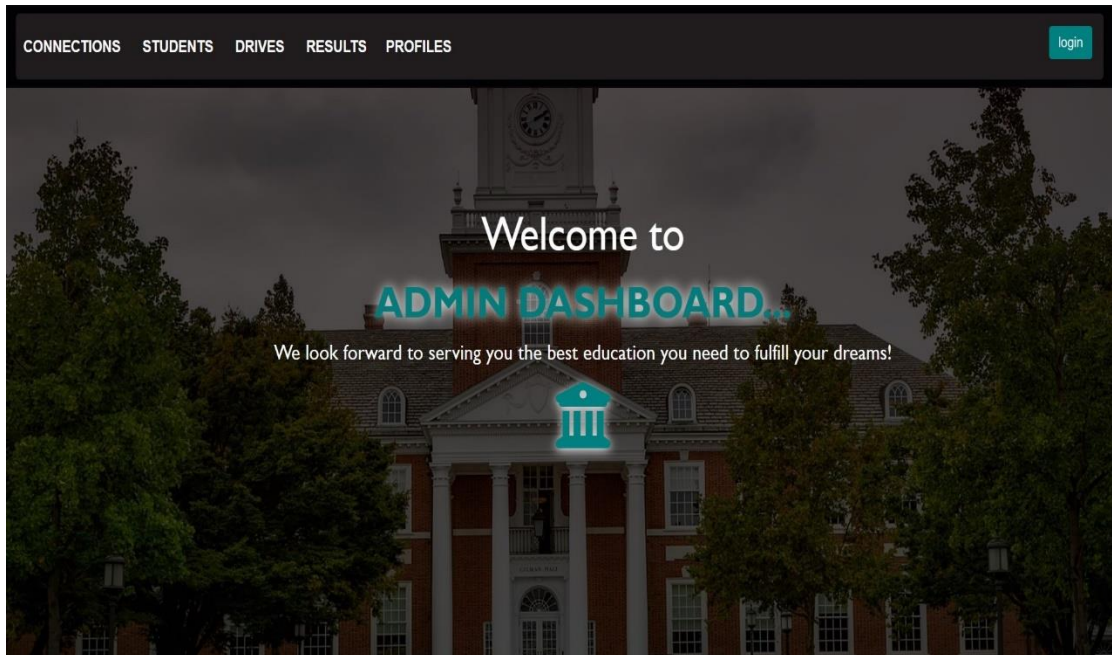 CONNECTIONS STUDENTS DRIVES RESULTS PROFILES login
Welcome to
ADMIN DASHBOARD...
We look forward to serving you the best education you need to fulfill your dreams!